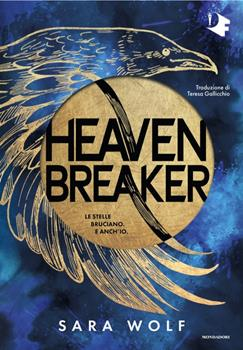 Traduzione di
Teresa Gallicchio
HEAVEN
BREAKER
LE STELLE
BRUCIANO.
E ANCH'IO.
SARA WOLF
MONDADORI